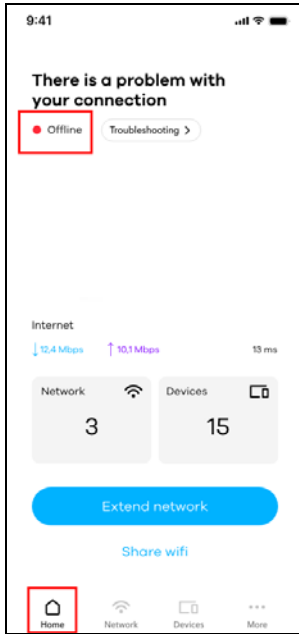 9:41
There is a problem with
your connection
Offline
Troubleshooting >
Internet
↓ 12,4 Mbps ↑ 10,1 Mbps 13 ms
Network Devices
3 15
Extend network
Share wifi
Home Network Devices More